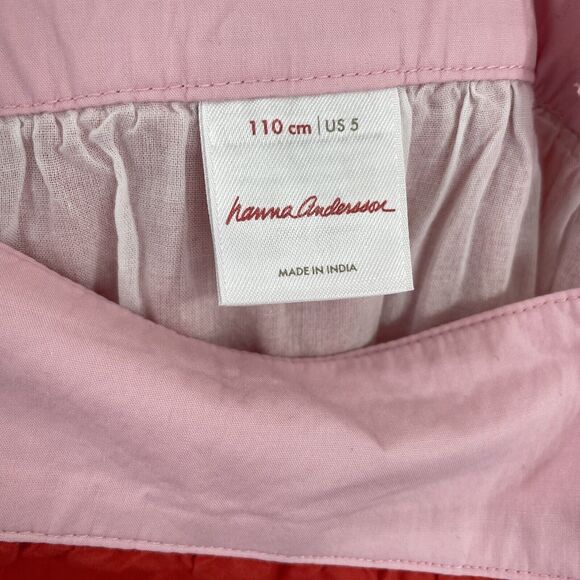 110 cm | US 5
hanna andersson
MADE IN INDIA